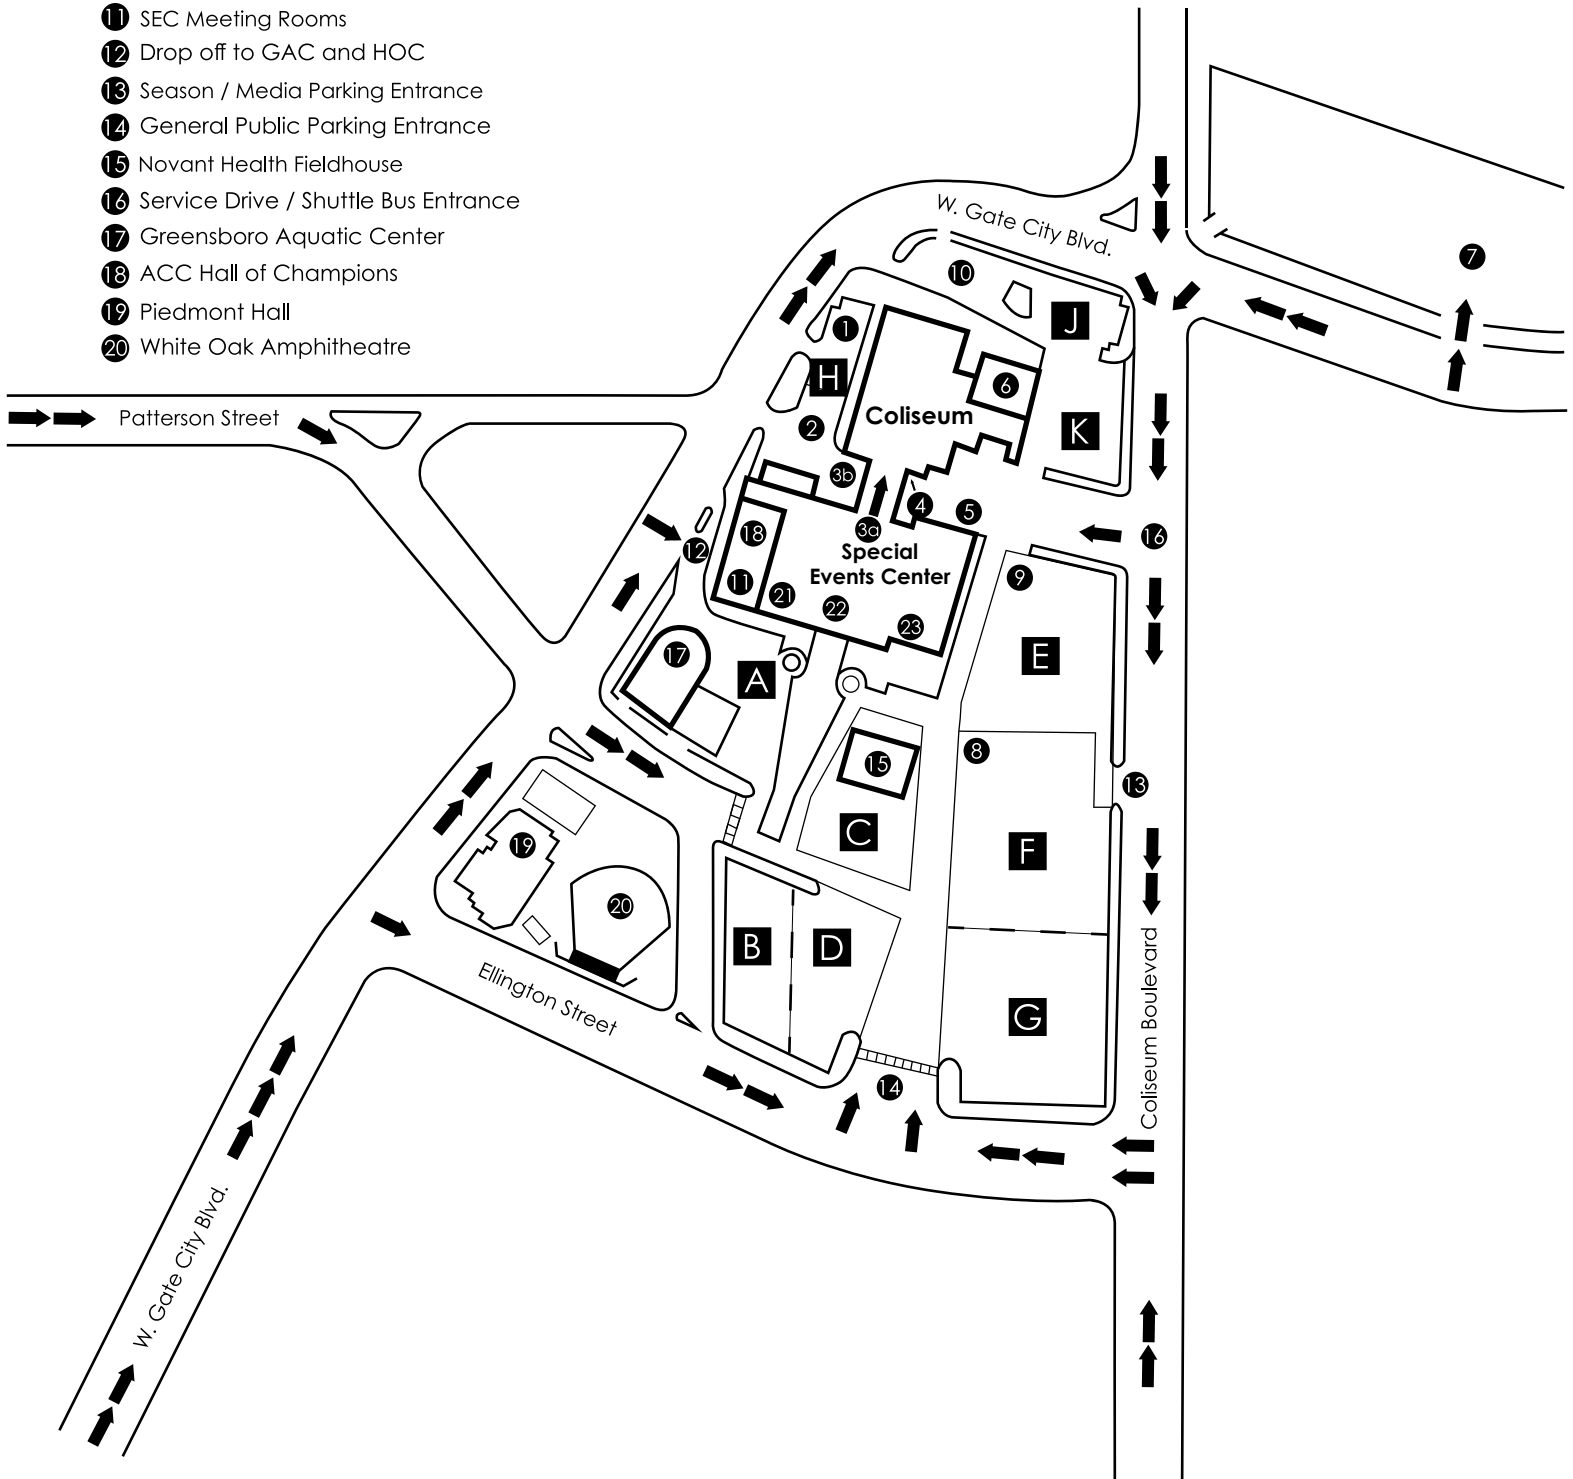 11 SEC Meeting Rooms
12 Drop off to GAC and HOC
13 Season / Media Parking Entrance
14 General Public Parking Entrance
15 Novant Health Fieldhouse
16 Service Drive / Shuttle Bus Entrance
17 Greensboro Aquatic Center
18 ACC Hall of Champions
19 Piedmont Hall
20 White Oak Amphitheatre
W. Gate City Blvd.
7
10
J
1
H
6
Patterson Street
Coliseum
K
2
3b
4
5
3a
18
12
16
Special
Events Center
11
21
22
23
9
17
A
E
8
15
13
C
F
19
20
B
D
G
Ellington Street
14
Coliseum Boulevard
W. Gate City Blvd.